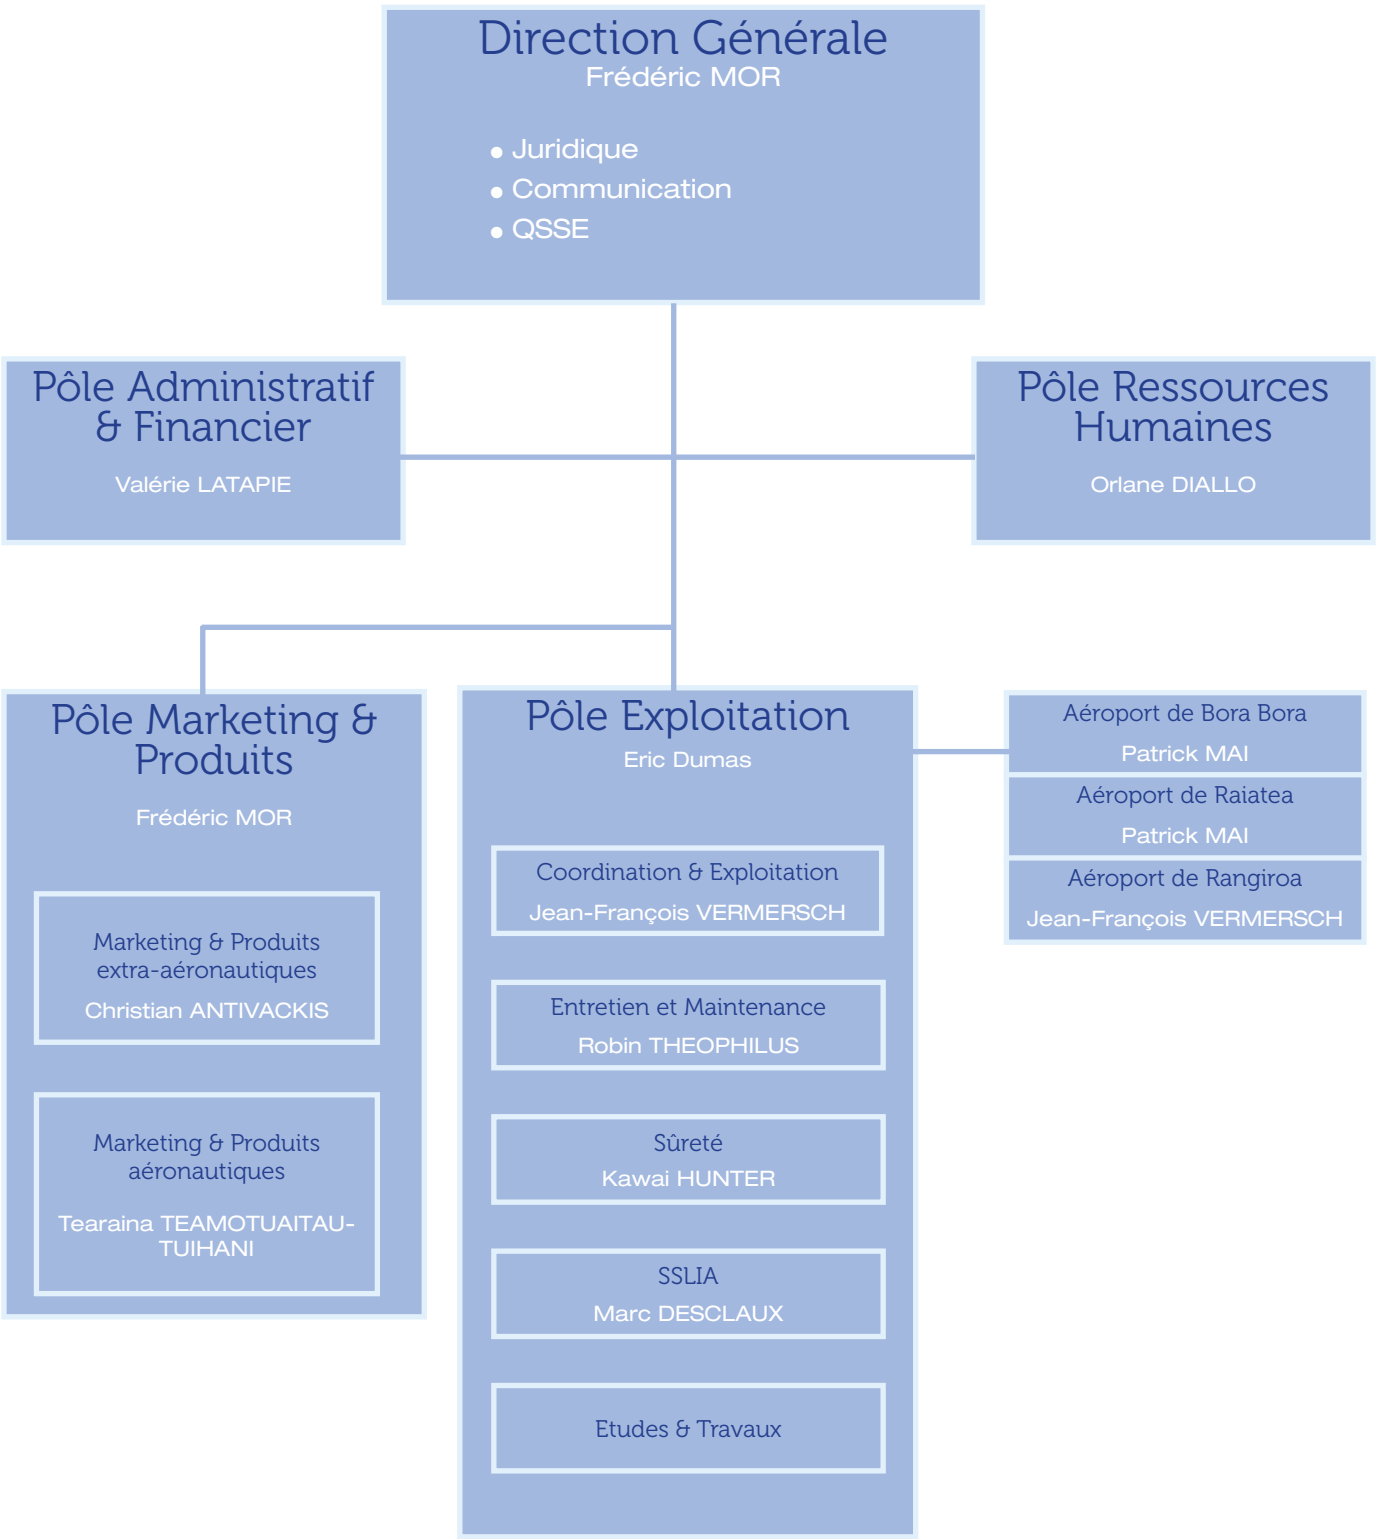 Direction Générale
Frédéric MOR
● Juridique
● Communication
● QSSE
Pôle Administratif
& Financier
Valérie LATAPIE
Pôle Ressources
Humaines
Orlane DIALLO
Pôle Marketing &
Produits
Frédéric MOR
Marketing & Produits
extra-aéronautiques
Christian ANTIVACKIS
Marketing & Produits
aéronautiques
Tearaina TEAMOTUAITAU-
TUIHANI
Pôle Exploitation
Eric Dumas
Coordination & Exploitation
Jean-François VERMERSCH
Entretien et Maintenance
Robin THEOPHILUS
Sûreté
Kawai HUNTER
SSLIA
Marc DESCLAUX
Etudes & Travaux
Aéroport de Bora Bora
Patrick MAI
Aéroport de Raiatea
Patrick MAI
Aéroport de Rangiroa
Jean-François VERMERSCH